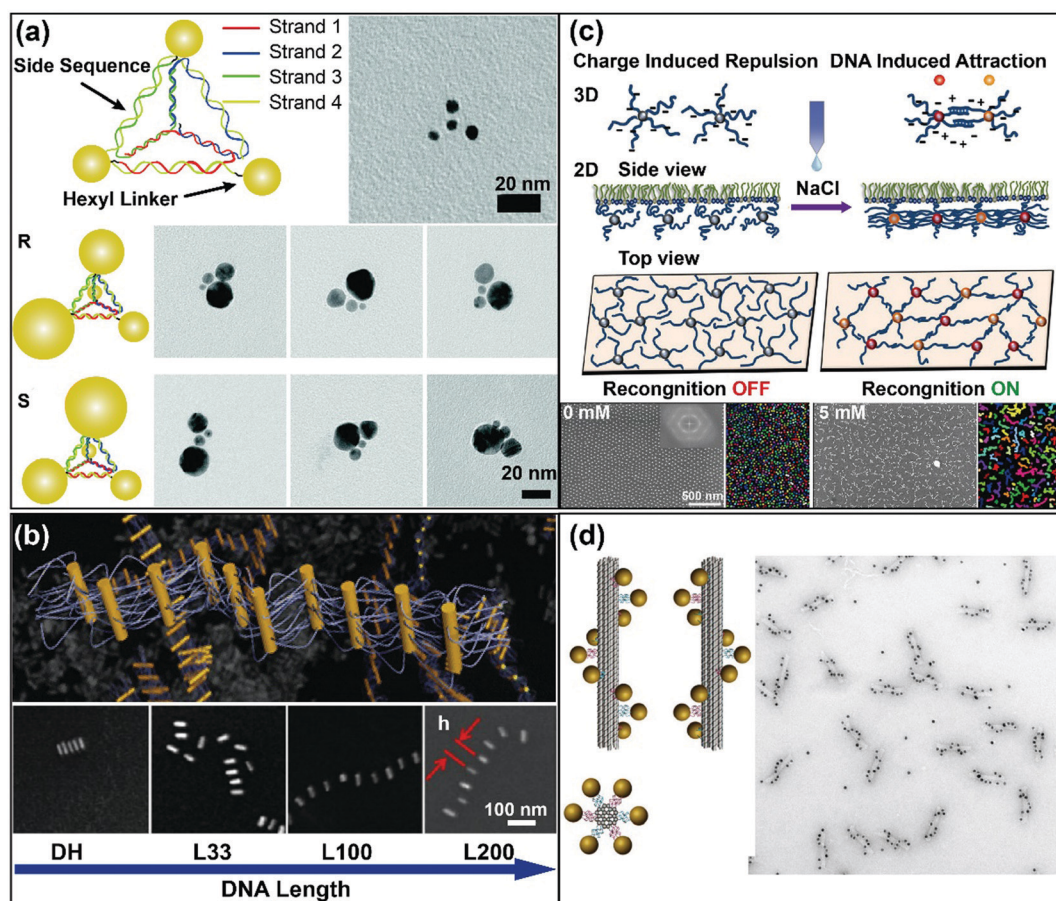 (a)
Strand 1
Strand 2
Strand 3
Strand 4
Side Sequence
Hexyl Linker
20 nm
R
S
20 nm
(c)
Charge Induced Repulsion
DNA Induced Attraction
3D
2D
Side view
NaCl
Top view
Recongnition OFF
Recongnition ON
0 mM
500 nm
5 mM
(b)
h
100 nm
DH
L33
L100
L200
DNA Length
(d)